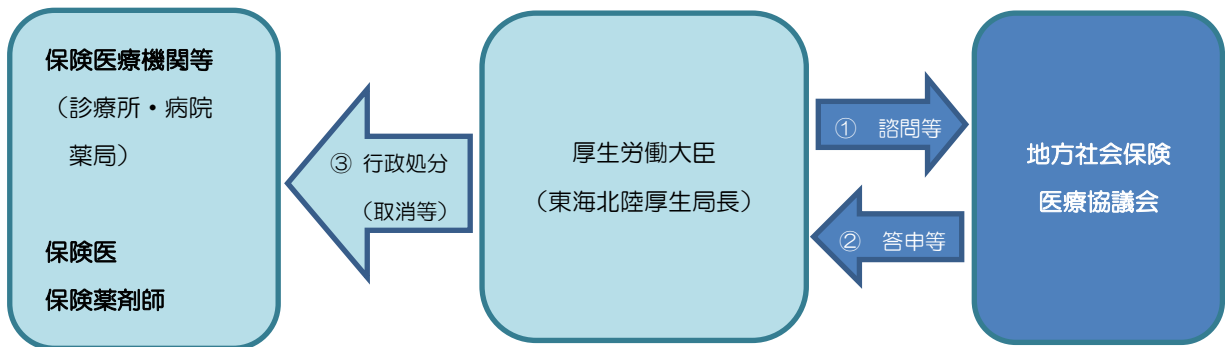 保険医療機関等
（診療所・病院
薬局）
保険医
保険薬剤師
③ 行政処分
（取消等）
厚生労働大臣
（東海北陸厚生局長）
① 諮問等
② 答申等
地方社会保険
医療協議会